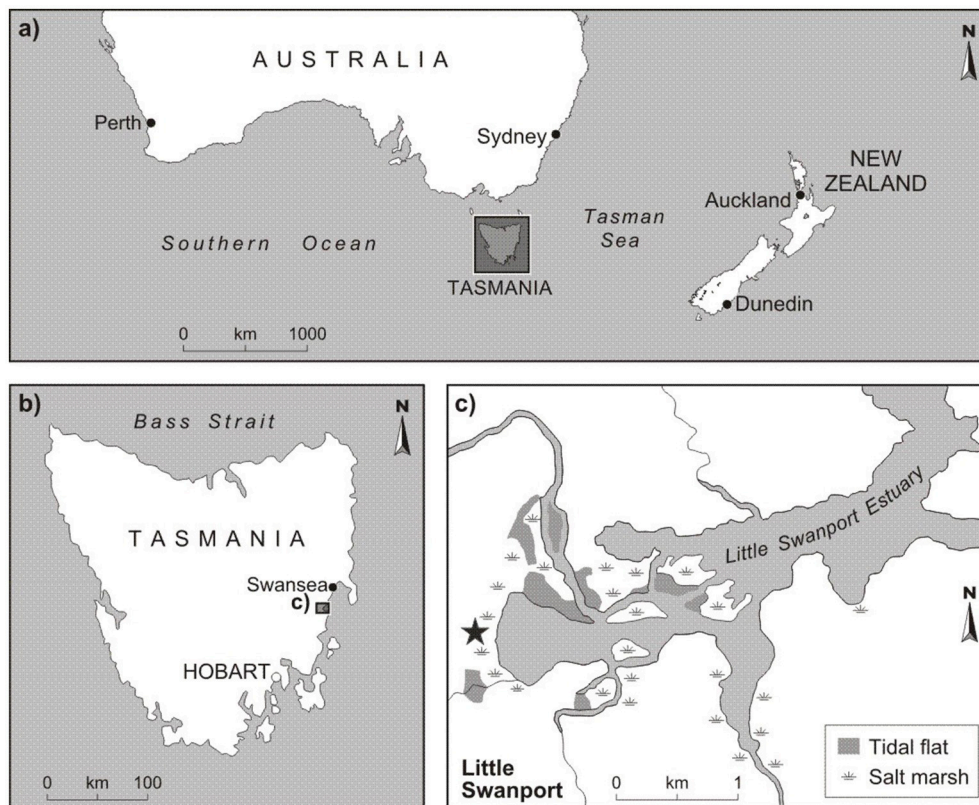 a)
N
AUSTRALIA
Perth
Sydney
NEW
ZEALAND
Auckland
Tasman
Sea
Southern Ocean
TASMANIA
Dunedin
0 km 1000
b)
N
Bass Strait
TASMANIA
Swansea
c)
HOBART
0 km 100
c)
Little Swanport Estuary
N
Tidal flat
Salt marsh
Little
Swanport
0 km 1